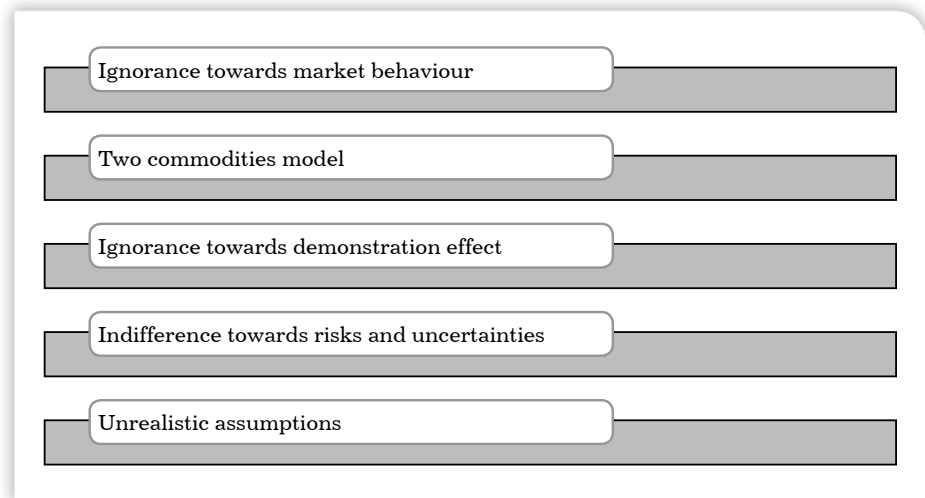 Ignorance towards market behaviour
Two commodities model
Ignorance towards demonstration effect
Indifference towards risks and uncertainties
Unrealistic assumptions